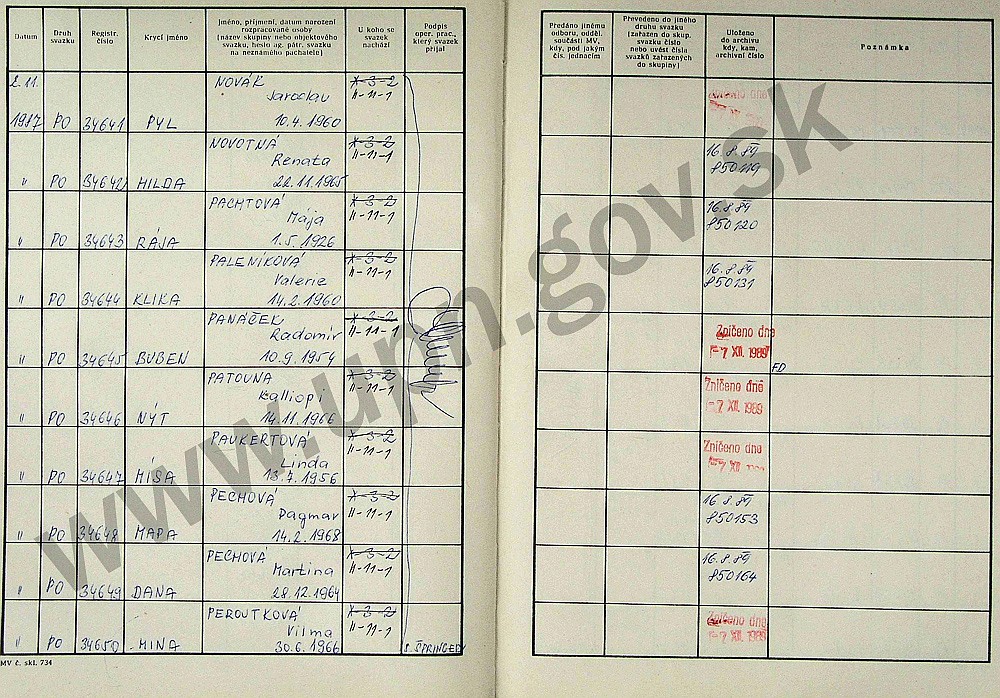 Datum
Druh svazku
Registr. číslo
Krycí jméno
Jméno, příjmení, datum narození
rozpracované osoby
(název skupiny nebo objektového
svazku, heslo ag. pátr. svazku
na neznámého pachatele)
U koho se
svazek
nachází
Podpis
oper. prac.,
který svazek
přijal
Předáno jinému
odboru, odděl.
součásti MV,
kdy, pod jakým
čís. jednacím
Převedeno do jiného
druhu svazku
(zařazen do skup.
svazku číslo
nebo uvést čísla
svazků zařazených
do skupiny)
Uloženo
do archivu
kdy, kam,
archivní číslo
Poznámka
2.11. NOVÁK X-3-2
Jaroslav II-11-1
1987 PO 34641 PYL 10.4.1960
Zničeno dne
NOVOTNÁ X-3-2
Renata II-11-1
" PO 34642 HILDA 22.11.1965
16.8.89
850119
PACHTOVÁ X-3-2
Mája II-11-1
" PO 34643 RÁJA 1.5.1926
16.8.89
850120
PALENÍKOVÁ X-3-2
Valerie II-11-1
" PO 34644 KLIKA 14.2.1960
16.8.89
850131
PANÁČEK X-3-2
Radomír II-11-1
" PO 34645 BUBEN 10.9.1954
Zničeno dne
-7 XII. 1989
FD
PATOUNA X-3-2
Kalliopi II-11-1
" PO 34646 NÝT 14.11.1966
Zničeno dne
-7 XII. 1989
PAUKERTOVÁ X-3-2
Linda II-11-1
" PO 34647 MÍŠA 13.7.1956
Zničeno dne
-7 XII.
PECHOVÁ X-3-2
Dagmar II-11-1
" PO 34648 MAPA 14.2.1968
16.8.89
850153
PECHOVÁ X-3-2
Martina II-11-1
" PO 34649 DANA 28.12.1964
16.8.89
850164
PEROUTKOVÁ X-3-2
Vilma II-11-1
" PO 34650 MINA 30.6.1966
Zničeno dne
-7 XII. 1989
MV č. skl. 734
www.upn.gov.sk